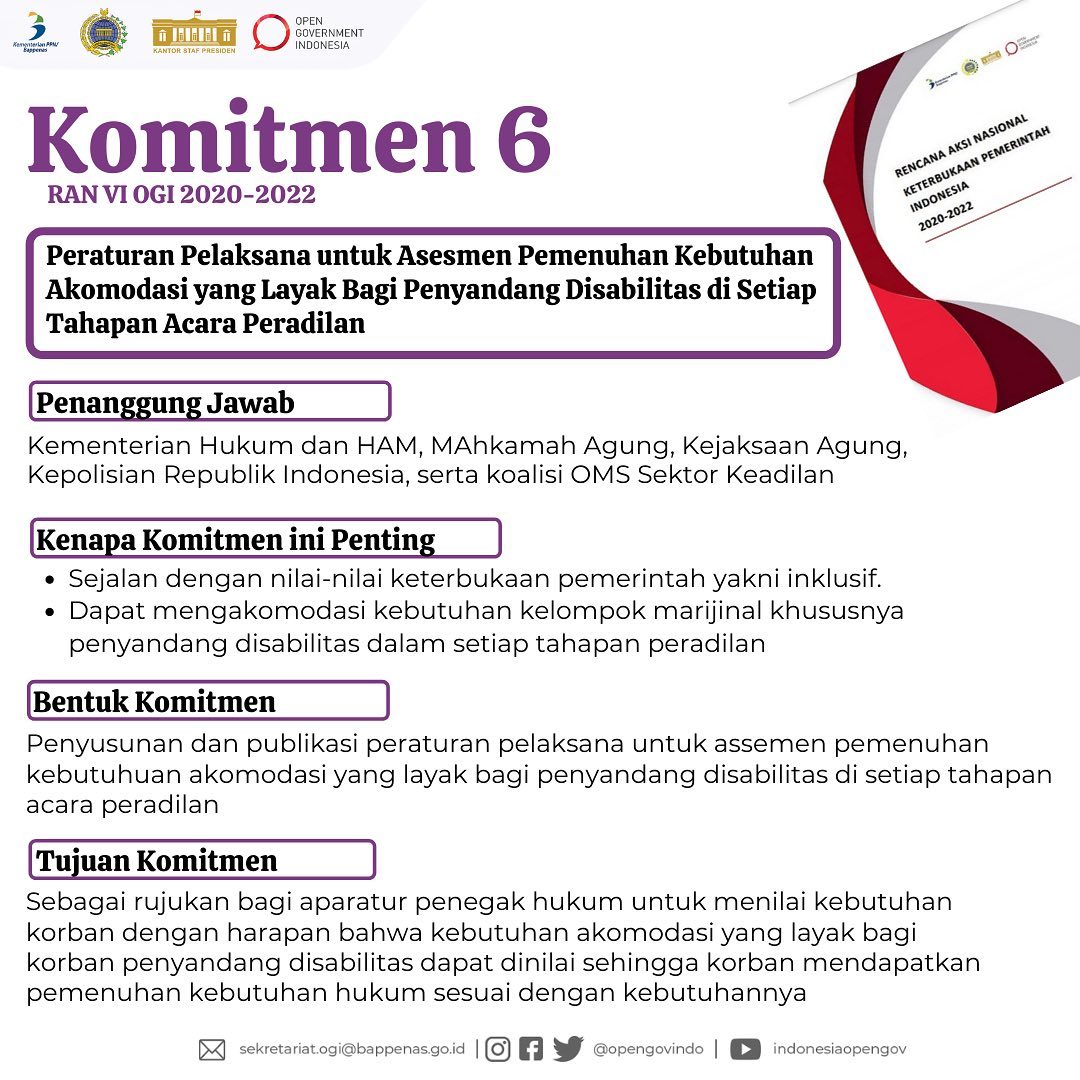 Kementerian PPN/
Bappenas
KANTOR STAF PRESIDEN
OPEN
GOVERNMENT
INDONESIA
OPEN
GOVERNMENT
INDONESIA
RENCANA AKSI NASIONAL
KETERBUKAAN PEMERINTAH
INDONESIA
2020-2022
Komitmen 6
RAN VI OGI 2020-2022
Peraturan Pelaksana untuk Asesmen Pemenuhan Kebutuhan
Akomodasi yang Layak Bagi Penyandang Disabilitas di Setiap
Tahapan Acara Peradilan
Penanggung Jawab
Kementerian Hukum dan HAM, MAhkamah Agung, Kejaksaan Agung,
Kepolisian Republik Indonesia, serta koalisi OMS Sektor Keadilan
Kenapa Komitmen ini Penting
• Sejalan dengan nilai-nilai keterbukaan pemerintah yakni inklusif.
• Dapat mengakomodasi kebutuhan kelompok marijinal khususnya
penyandang disabilitas dalam setiap tahapan peradilan
Bentuk Komitmen
Penyusunan dan publikasi peraturan pelaksana untuk assemen pemenuhan
kebutuhuan akomodasi yang layak bagi penyandang disabilitas di setiap tahapan
acara peradilan
Tujuan Komitmen
Sebagai rujukan bagi aparatur penegak hukum untuk menilai kebutuhan
korban dengan harapan bahwa kebutuhan akomodasi yang layak bagi
korban penyandang disabilitas dapat dinilai sehingga korban mendapatkan
pemenuhan kebutuhan hukum sesuai dengan kebutuhannya
sekretariat.ogi@bappenas.go.id | @opengovindo | indonesiaopengov